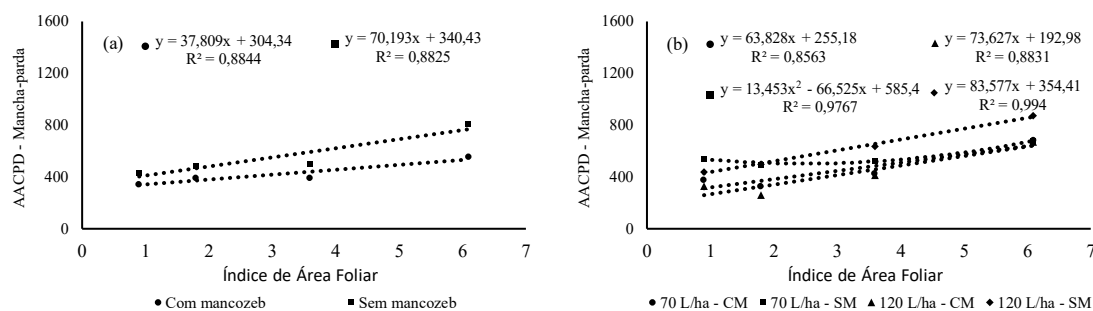 (a)
y = 37,809x + 304,34
R² = 0,8844
y = 70,193x + 340,43
R² = 0,8825
AACPD - Mancha-parda
1600
1200
800
400
0
0 1 2 3 4 5 6 7
Índice de Área Foliar
Com mancozeb
Sem mancozeb
(b)
y = 63,828x + 255,18
R² = 0,8563
y = 73,627x + 192,98
R² = 0,8831
y = 13,453x² - 66,525x + 585,4
R² = 0,9767
y = 83,577x + 354,41
R² = 0,994
AACPD - Mancha-parda
1600
1200
800
400
0
0 1 2 3 4 5 6 7
Índice de Área Foliar
70 L/ha - CM 70 L/ha - SM 120 L/ha - CM 120 L/ha - SM